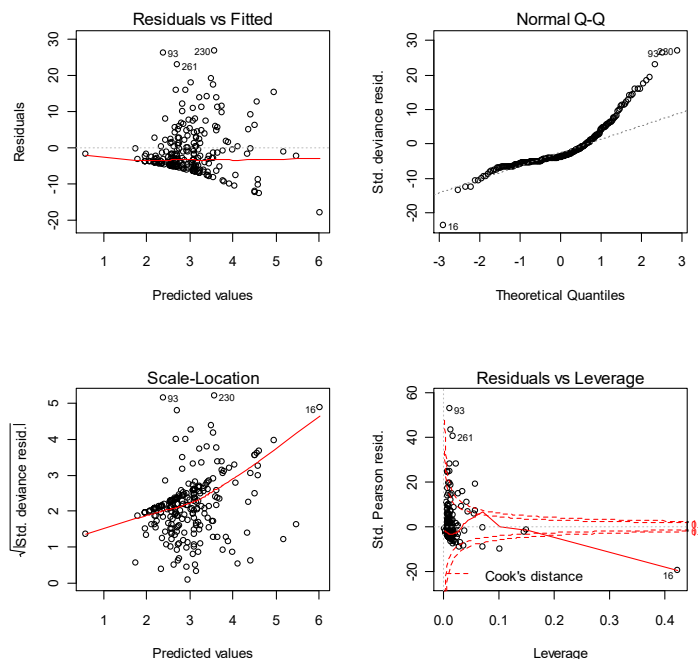 Residuals vs Fitted
Residuals
30
20
10
0
-10
-20
93
230
261
1 2 3 4 5 6
Predicted values
Normal Q-Q
Std. deviance resid.
30
20
10
0
-10
-20
93
230
16
-3 -2 -1 0 1 2 3
Theoretical Quantiles
Scale-Location
√|Std. deviance resid.|
5
4
3
2
1
0
93
230
16
1 2 3 4 5 6
Predicted values
Residuals vs Leverage
Std. Pearson resid.
60
40
20
0
20
93
261
16
Cook's distance
0.0 0.1 0.2 0.3 0.4
Leverage